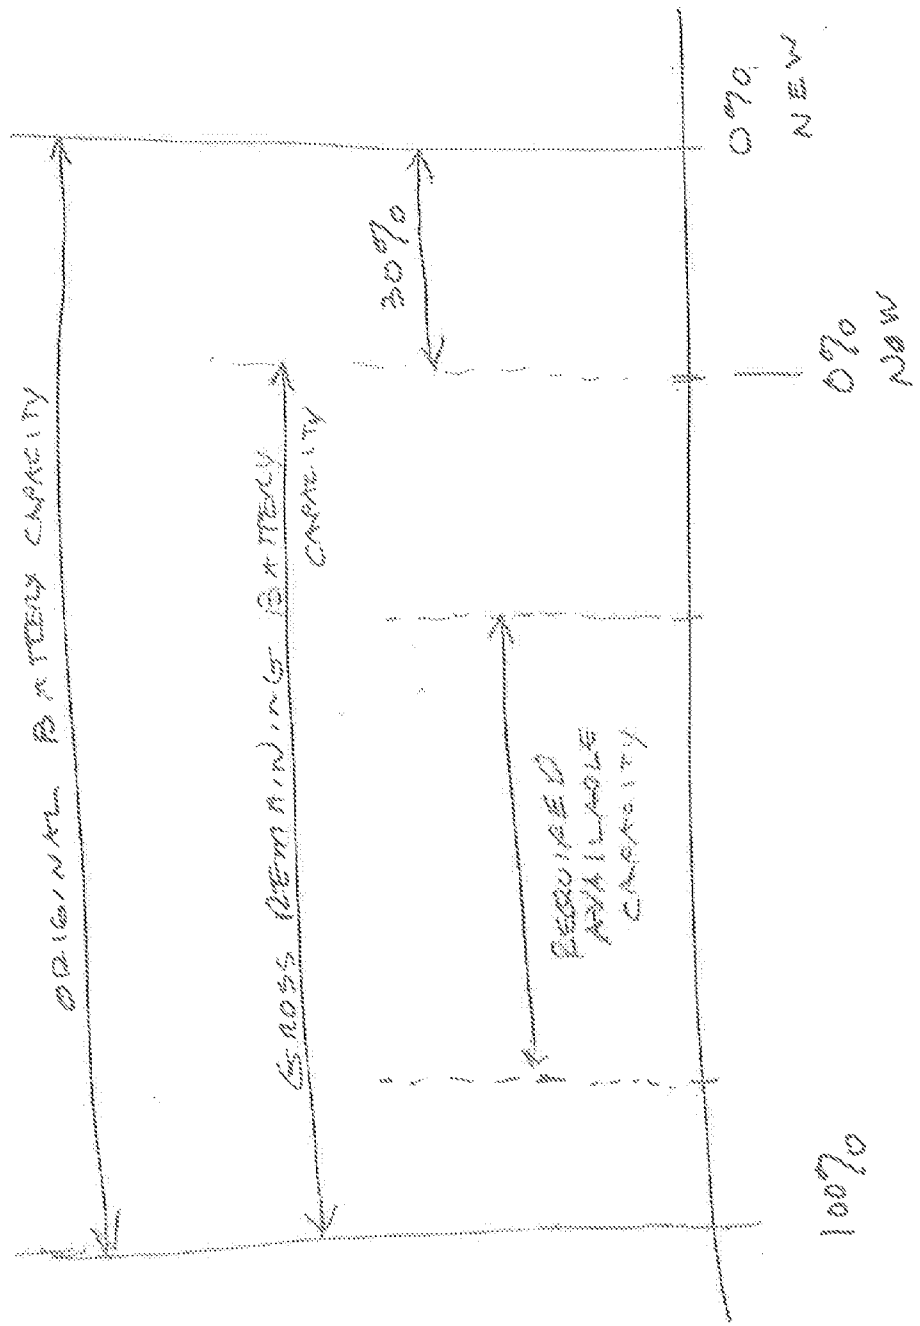 ORIGINAL BATTERY CAPACITY
GROSS REMAINING BATTERY
CAPACITY
30%
REQUIRED
AVAILABLE
CAPACITY
100%
0%
NOW
0%
NEW